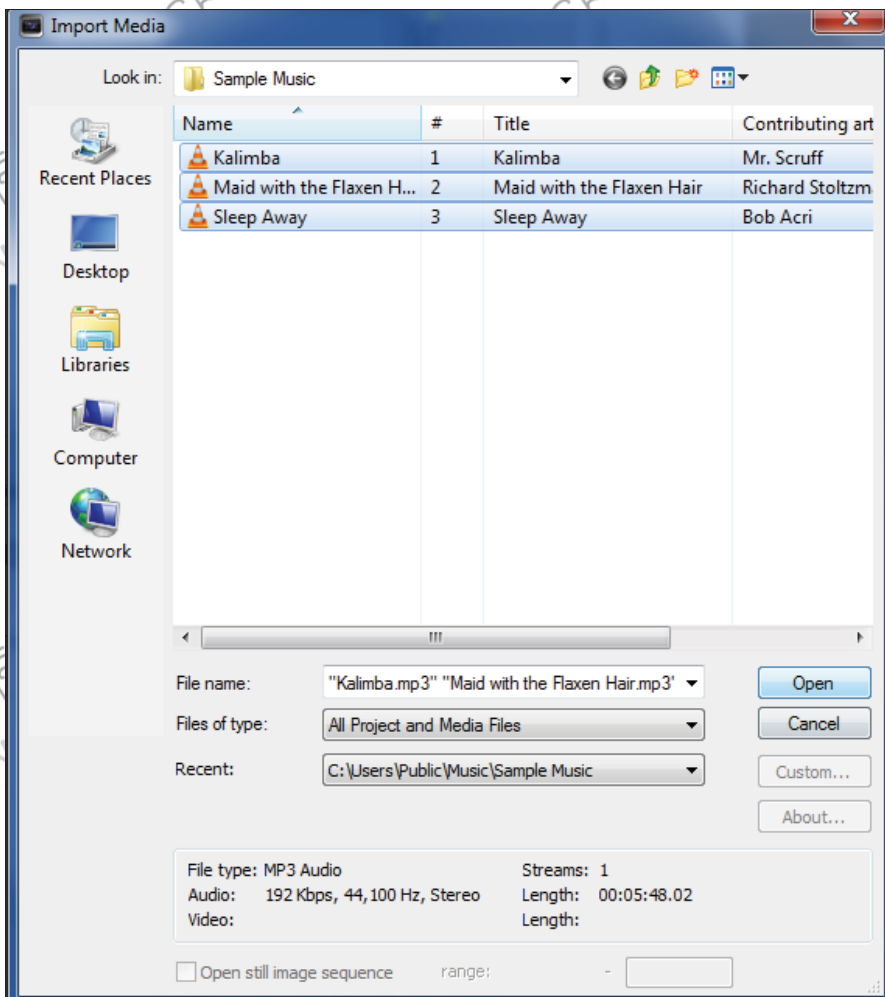 Import Media
Look in: Sample Music
Recent Places
Desktop
Libraries
Computer
Network
Name # Title Contributing art
Kalimba 1 Kalimba Mr. Scruff
Maid with the Flaxen H... 2 Maid with the Flaxen Hair Richard Stoltzm
Sleep Away 3 Sleep Away Bob Acri
File name: "Kalimba.mp3" "Maid with the Flaxen Hair.mp3' Open
Files of type: All Project and Media Files Cancel
Recent: C:\Users\Public\Music\Sample Music Custom...
About...
File type: MP3 Audio Streams: 1
Audio: 192 Kbps, 44,100 Hz, Stereo Length: 00:05:48.02
Video: Length:
Open still image sequence range: -